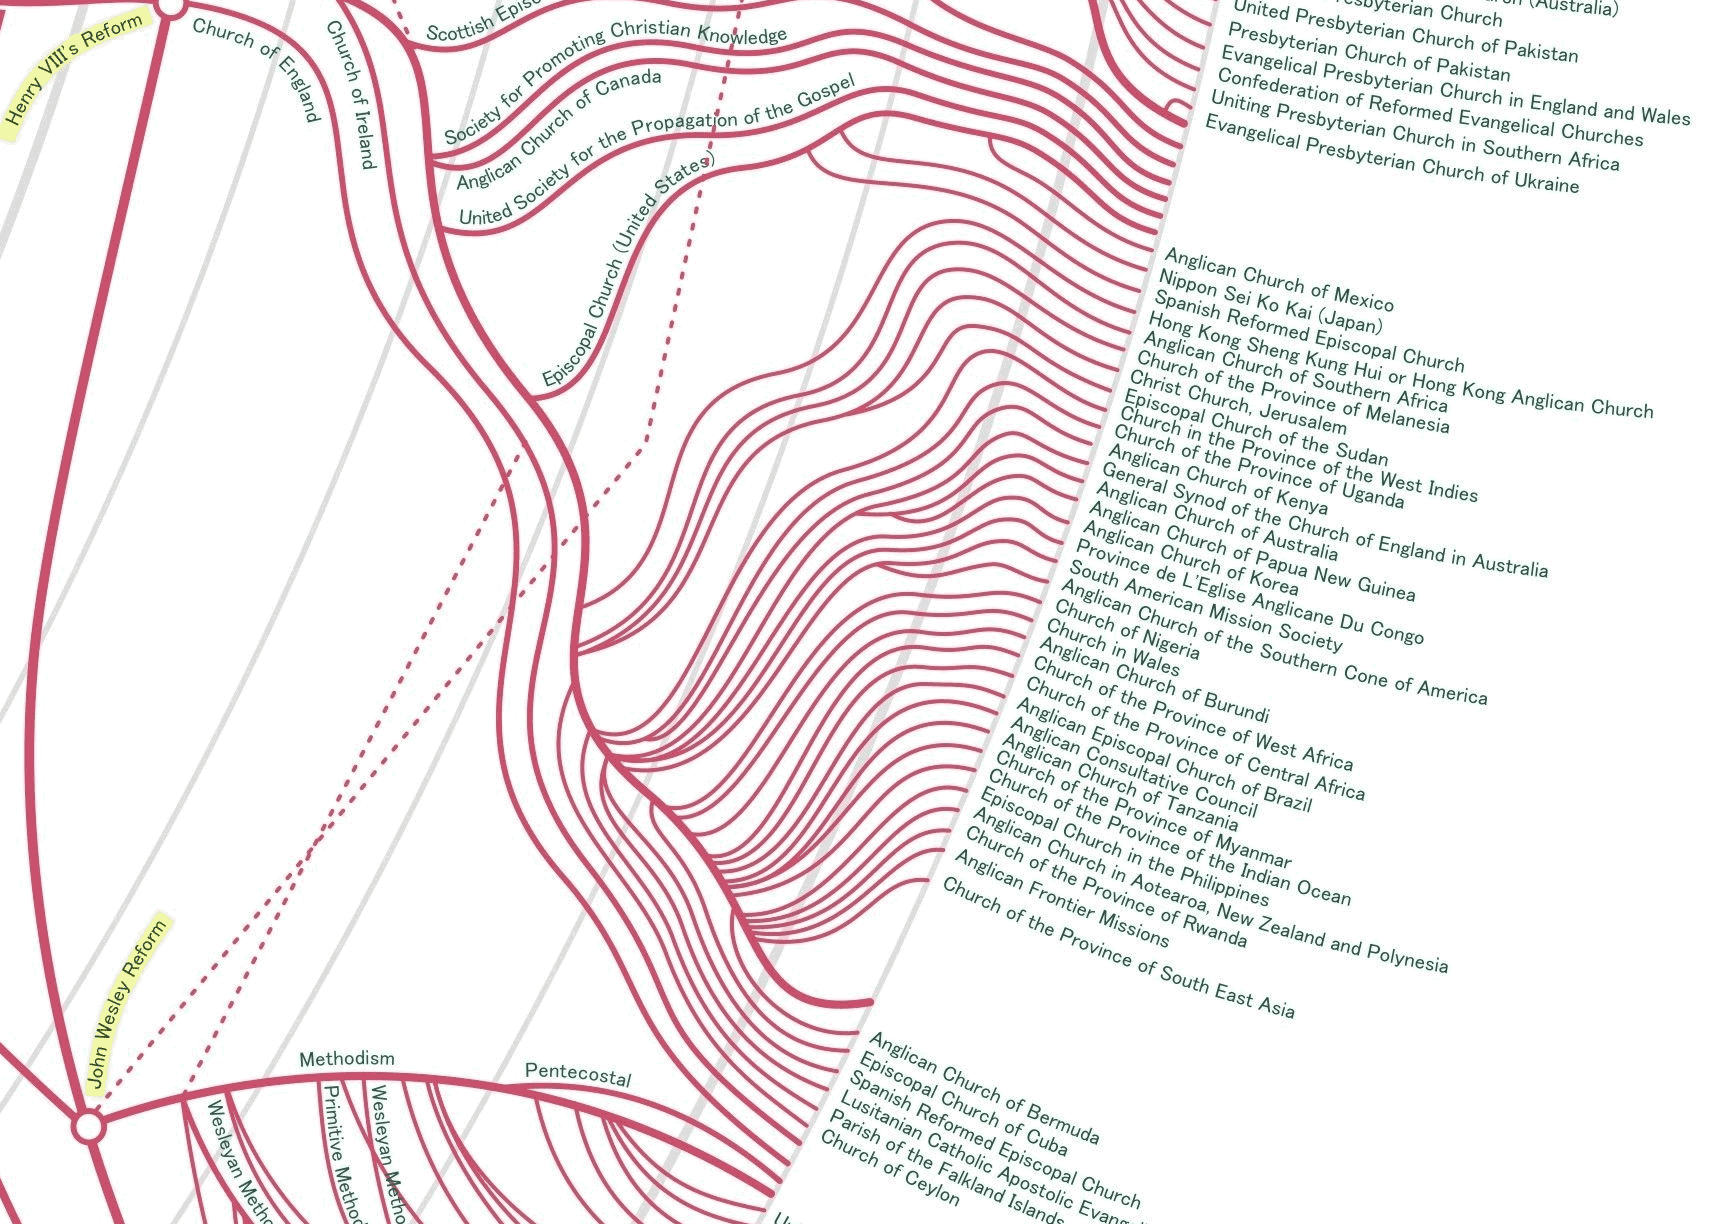 Henry VIII's Reform
Church of England
Church of Ireland
Scottish
Society for Promoting Christian Knowledge
Anglican Church of Canada
United Society for the Propagation of the Gospel
Episcopal Church (United States)
John Wesley Reform
Methodism
Pentecostal
Wesleyan
Primitive
Wesleyan
(Australia)
Church
United Presbyterian Church of Pakistan
Presbyterian Church of Pakistan
Evangelical Presbyterian Church in England and Wales
Confederation of Reformed Evangelical Churches
Uniting Presbyterian Church in Southern Africa
Evangelical Presbyterian Church of Ukraine
Anglican Church of Mexico
Nippon Sei Ko Kai (Japan)
Spanish Reformed Episcopal Church
Hong Kong Sheng Kung Hui or Hong Kong Anglican Church
Anglican Church of Southern Africa
Church of the Province of Melanesia
Christ Church, Jerusalem
Episcopal Church of the Sudan
Church in the Province of the West Indies
Church of the Province of Uganda
Anglican Church of Kenya
General Synod of the Church of England in Australia
Anglican Church of Australia
Anglican Church of Papua New Guinea
Anglican Church of Korea
Province de L'Eglise Anglicane Du Congo
South American Mission Society
Anglican Church of the Southern Cone of America
Church of Nigeria
Church in Wales
Anglican Church of Burundi
Church of the Province of West Africa
Church of the Province of Central Africa
Anglican Episcopal Church of Brazil
Anglican Consultative Council
Anglican Church of Tanzania
Church of the Province of Myanmar
Church of the Province of the Indian Ocean
Episcopal Church in the Philippines
Anglican Church in Aotearoa, New Zealand and Polynesia
Church of the Province of Rwanda
Anglican Frontier Missions
Church of the Province of South East Asia
Anglican Church of Bermuda
Episcopal Church of Cuba
Spanish Reformed Episcopal Church
Lusitanian Catholic Apostolic
Parish of the Falkland Islands
Church of Ceylon